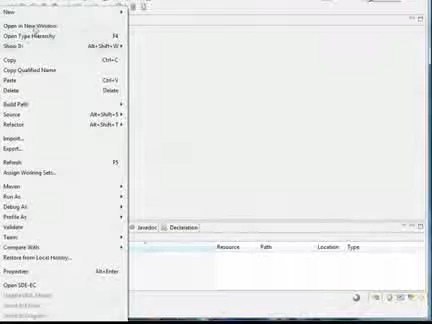 New
Open in New Window
Open Type Hierarchy F4
Show In Alt+Shift+W
Copy Ctrl+C
Copy Qualified Name
Paste Ctrl+V
Delete Delete
Build Path
Source Alt+Shift+S
Refactor Alt+Shift+T
Import...
Export...
Refresh F5
Assign Working Sets...
Maven
Run As
Debug As
Profile As
Validate
Team
Compare With
Restore from Local History...
Properties Alt+Enter
Open SDE-EC
Javadoc Declaration
Resource Path Location Type